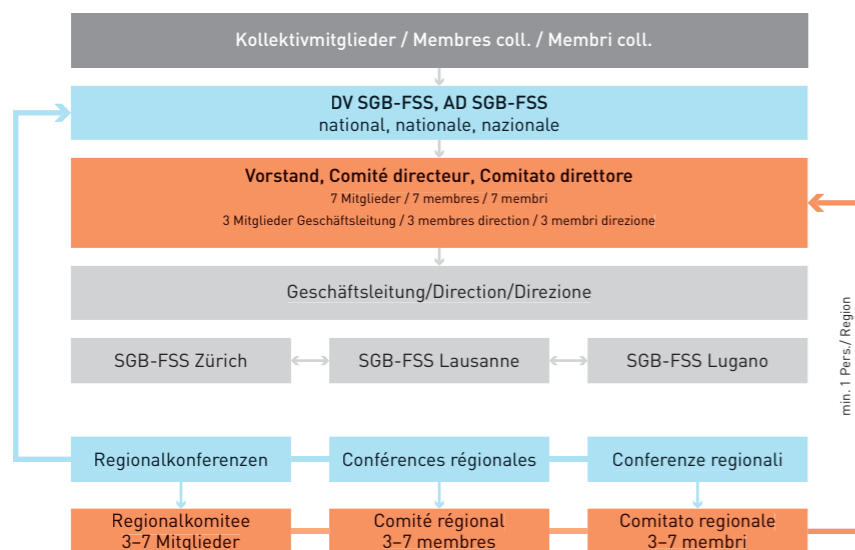 Kollektivmitglieder / Membres coll. / Membri coll.
DV SGB-FSS, AD SGB-FSS
national, nationale, nazionale
Vorstand, Comité directeur, Comitato direttore
7 Mitglieder / 7 membres / 7 membri
3 Mitglieder Geschäftsleitung / 3 membres direction / 3 membri direzione
Geschäftsleitung/Direction/Direzione
min. 1 Pers./ Region
SGB-FSS Zürich
SGB-FSS Lausanne
SGB-FSS Lugano
Regionalkonferenzen
Conférences régionales
Conferenze regionali
Regionalkomitee
3–7 Mitglieder
Comité régional
3–7 membres
Comitato regionale
3–7 membri